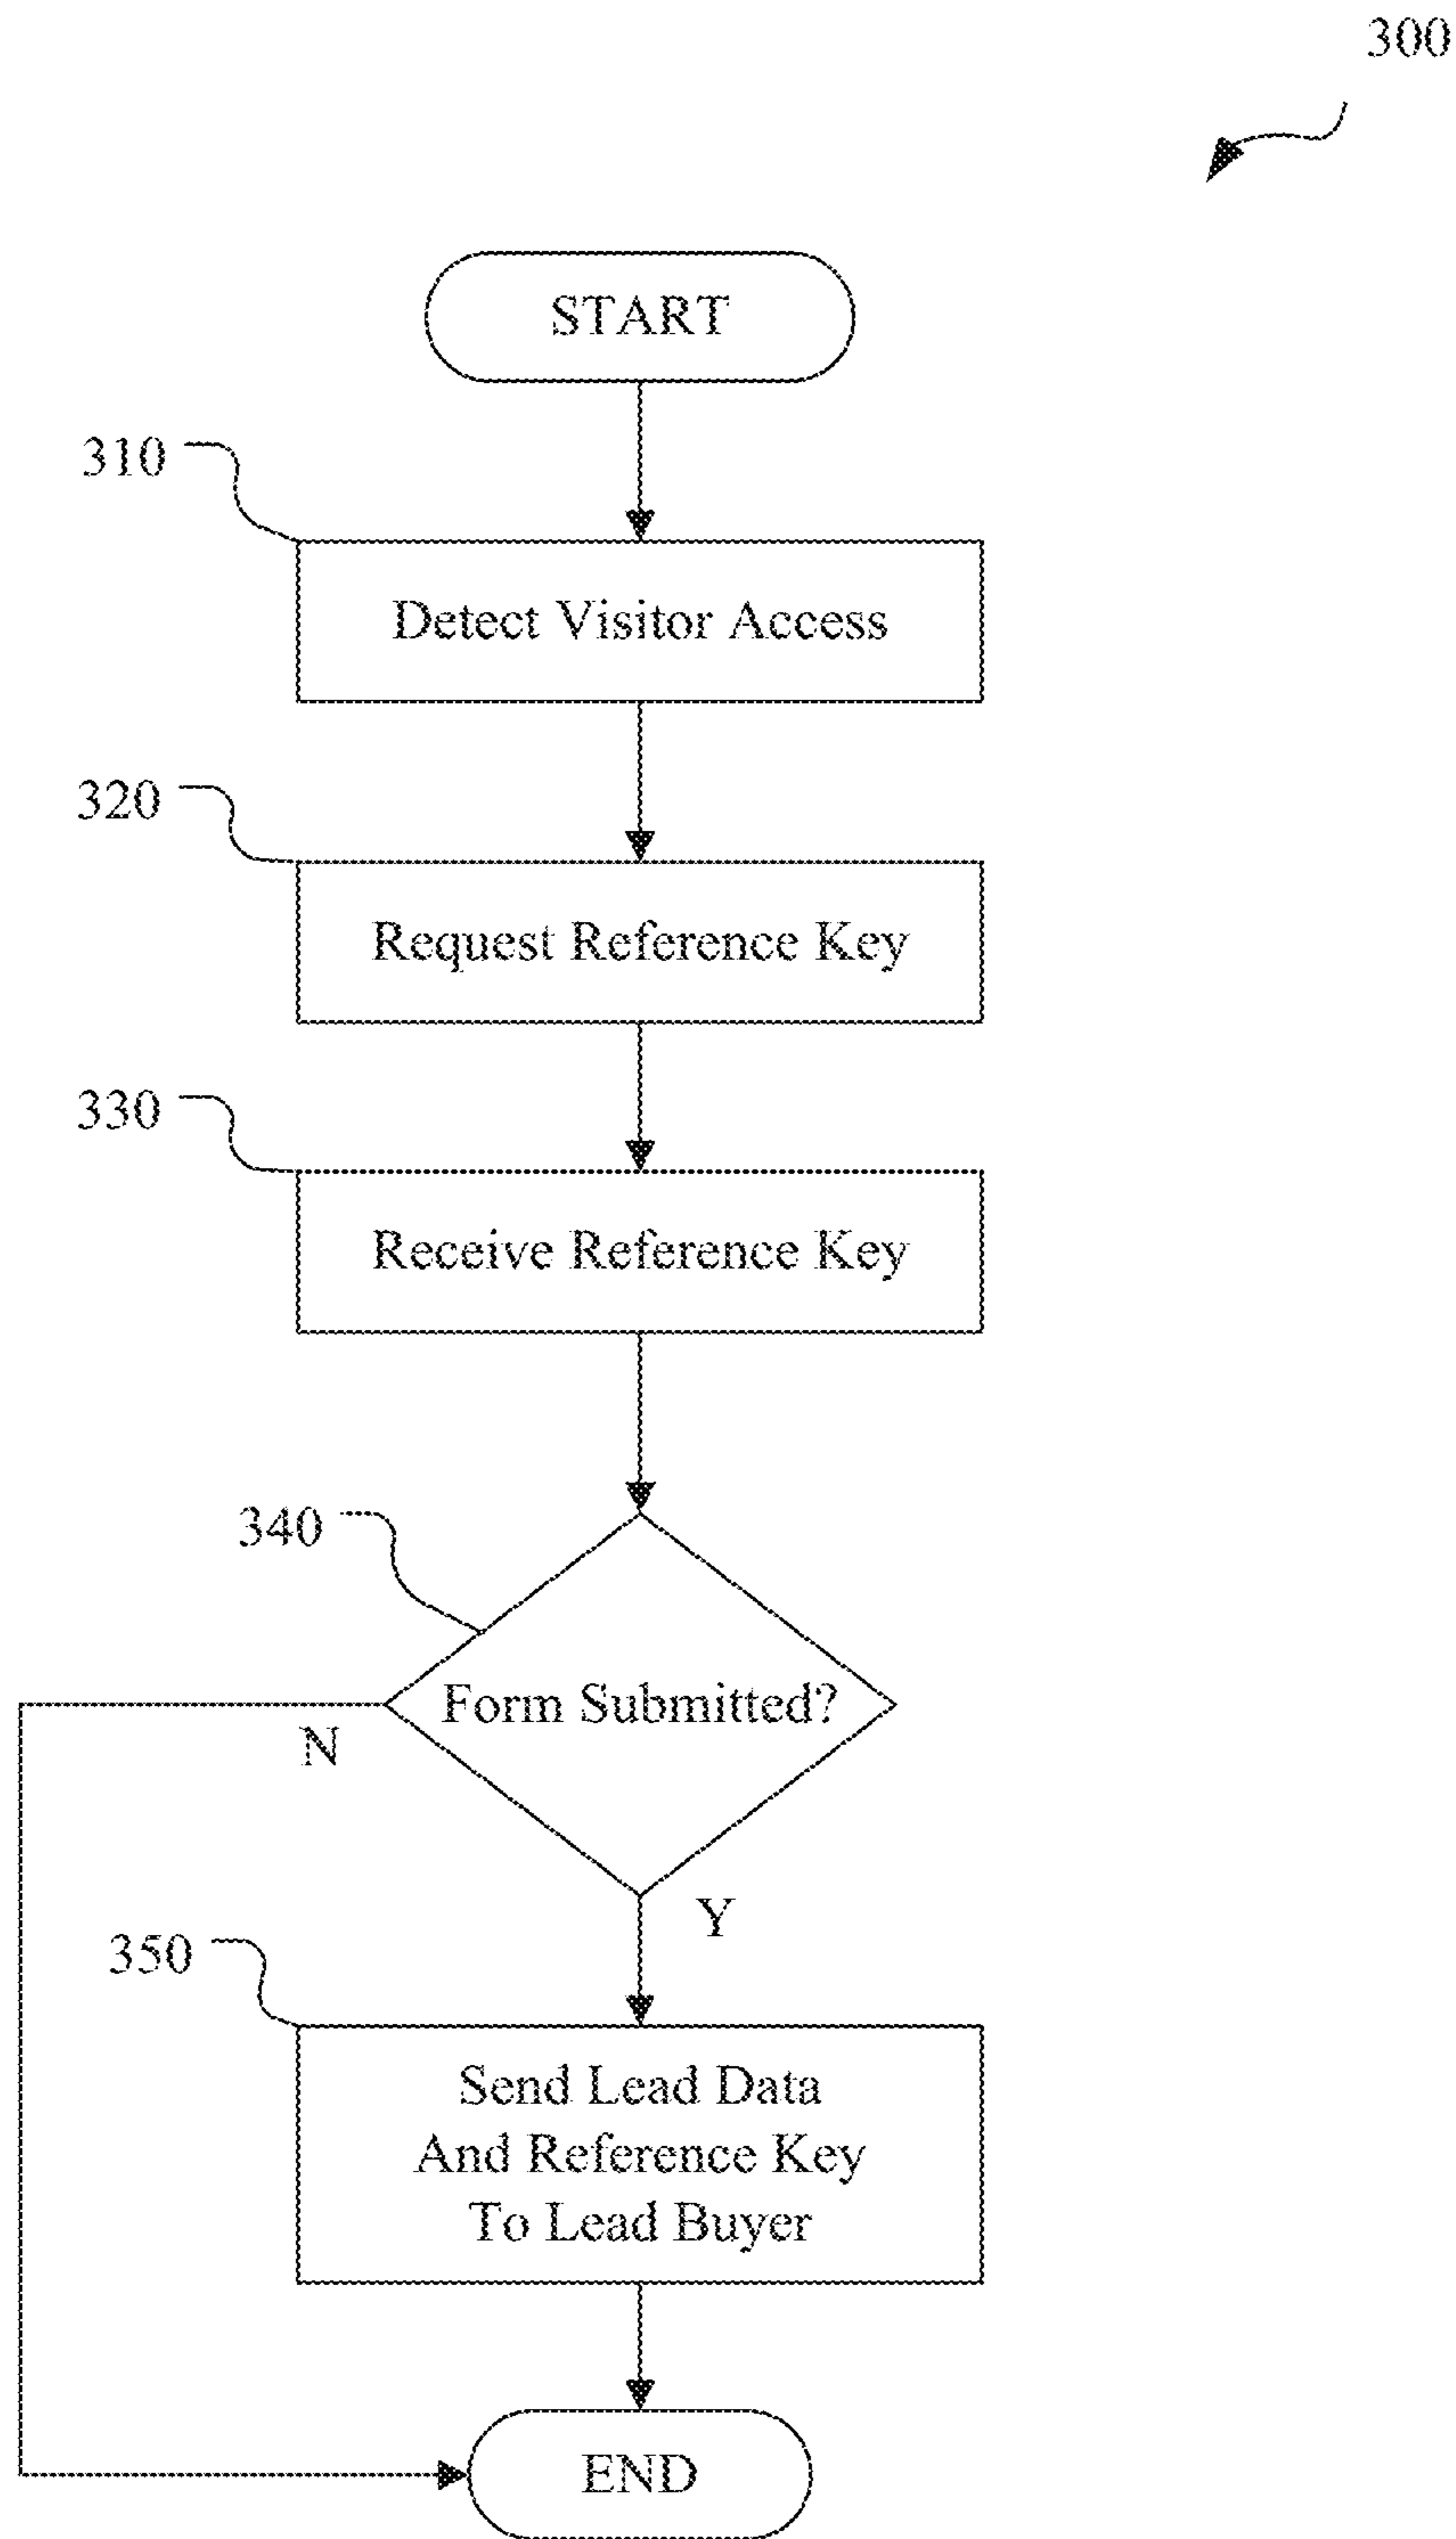 300
START
310
Detect Visitor Access
320
Request Reference Key
330
Receive Reference Key
340
Form Submitted?
N
Y
350
Send Lead Data
And Reference Key
To Lead Buyer
END